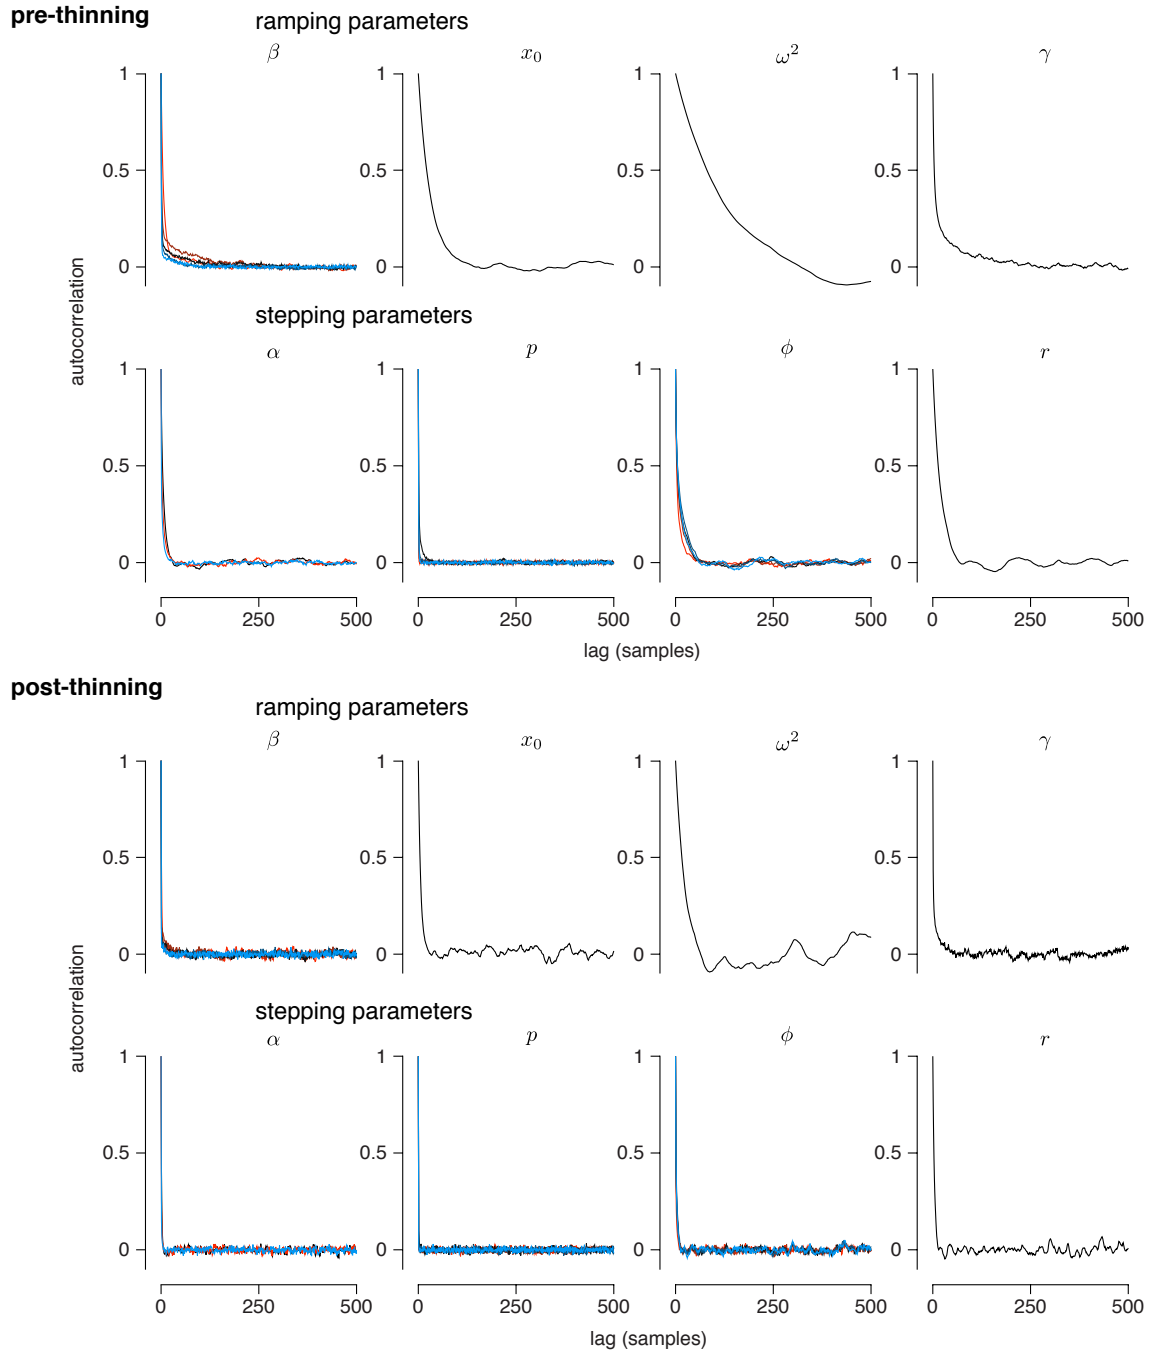 pre-thinning
ramping parameters
β x₀ ω² γ
1 1 1 1
0.5 0.5 0.5 0.5
0 0 0 0
autocorrelation
stepping parameters
α p ϕ r
1 1 1 1
0.5 0.5 0.5 0.5
0 0 0 0
0 250 500 0 250 500 0 250 500 0 250 500
lag (samples)
post-thinning
ramping parameters
β x₀ ω² γ
1 1 1 1
0.5 0.5 0.5 0.5
0 0 0 0
autocorrelation
stepping parameters
α p ϕ r
1 1 1 1
0.5 0.5 0.5 0.5
0 0 0 0
0 250 500 0 250 500 0 250 500 0 250 500
lag (samples)